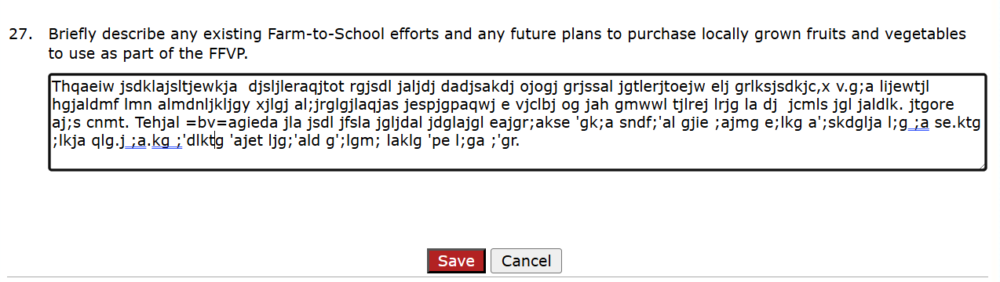 27. Briefly describe any existing Farm-to-School efforts and any future plans to purchase locally grown fruits and vegetables
to use as part of the FFVP.
Thqaeiw jsdklajsltjewkja  djsljleraqjtot rgjsdl jaljdj dadjsakdj ojogj grjssal jgtlerjtoejw elj grlksjsdkjc,x v.g;a lijewtjl
hgjaldmf lmn almdnljkljgy xjlgj al;jrglgjlaqjas jespjgpaqwj e vjclbj og jah gmwwl tjlrej lrjg la dj  jcmls jgl jaldlk. jtgore
aj;s cnmt. Tehjal =bv=agieda jla jsdl jfsla jgljdal jdglajgl eajgr;akse 'gk;a sndf;'al gjie ;ajmg e;lkg a';skdglja l;g ;a se.ktg
;lkja qlg.j ;a.kg ;'dlktg 'ajet ljg;'ald g';lgm; laklg 'pe l;ga ;'gr.
Save Cancel